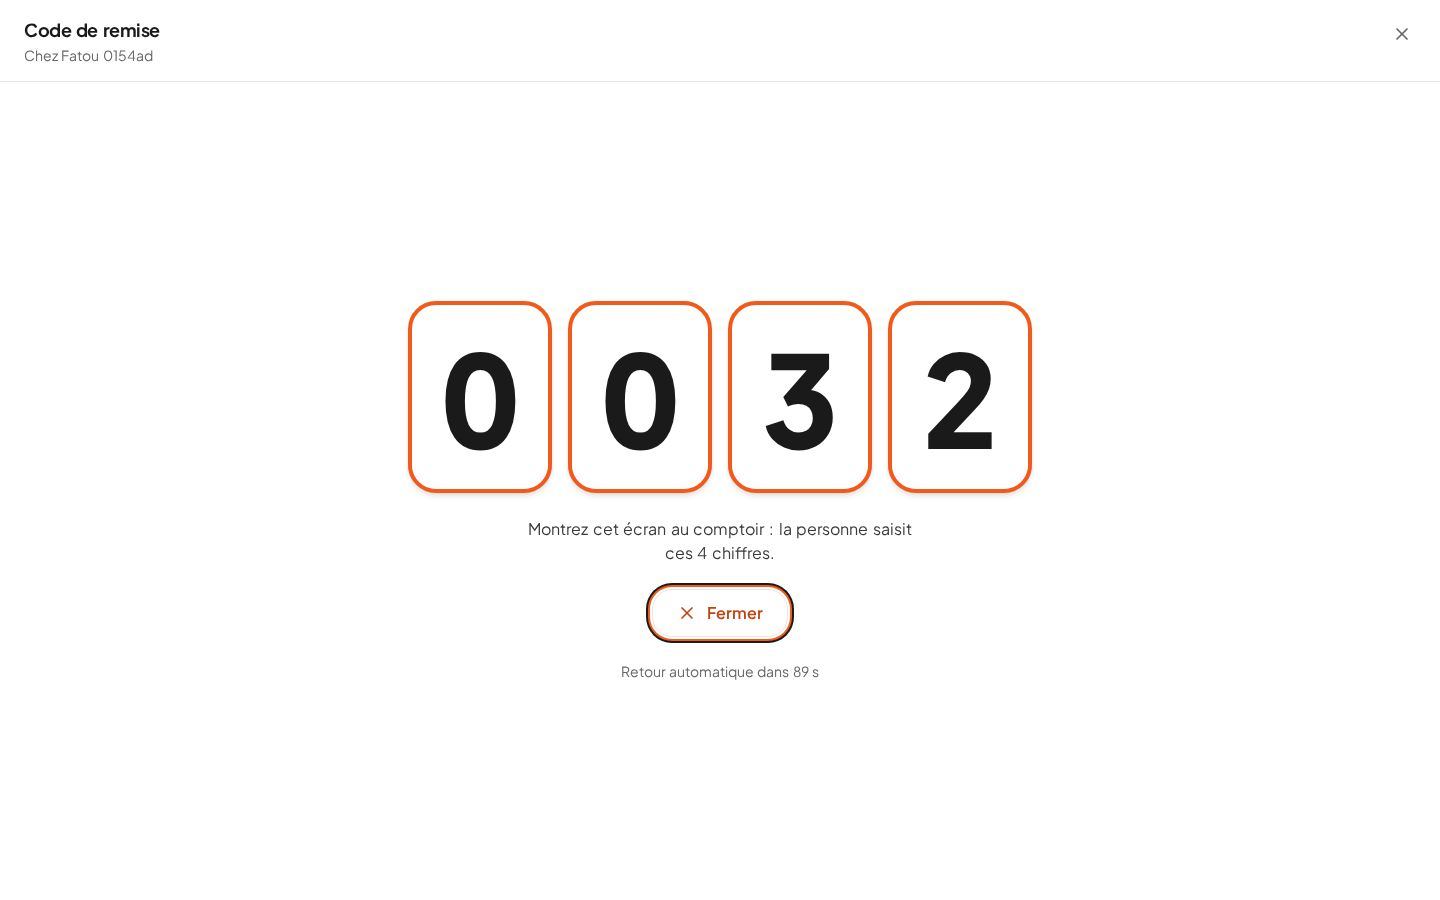 Code de remise
Chez Fatou 0154ad
0 0 3 2
Montrez cet écran au comptoir : la personne saisit
ces 4 chiffres.
Fermer
Retour automatique dans 89 s